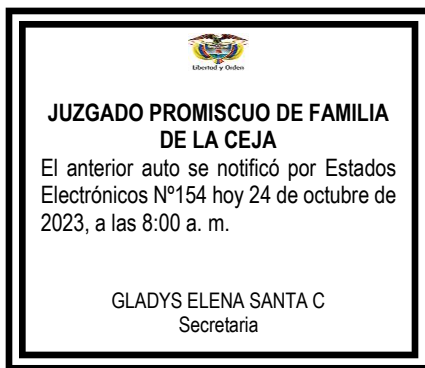 Libertad y Orden
JUZGADO PROMISCUO DE FAMILIA
DE LA CEJA
El anterior auto se notificó por Estados
Electrónicos Nº154 hoy 24 de octubre de
2023, a las 8:00 a. m.
GLADYS ELENA SANTA C
Secretaria